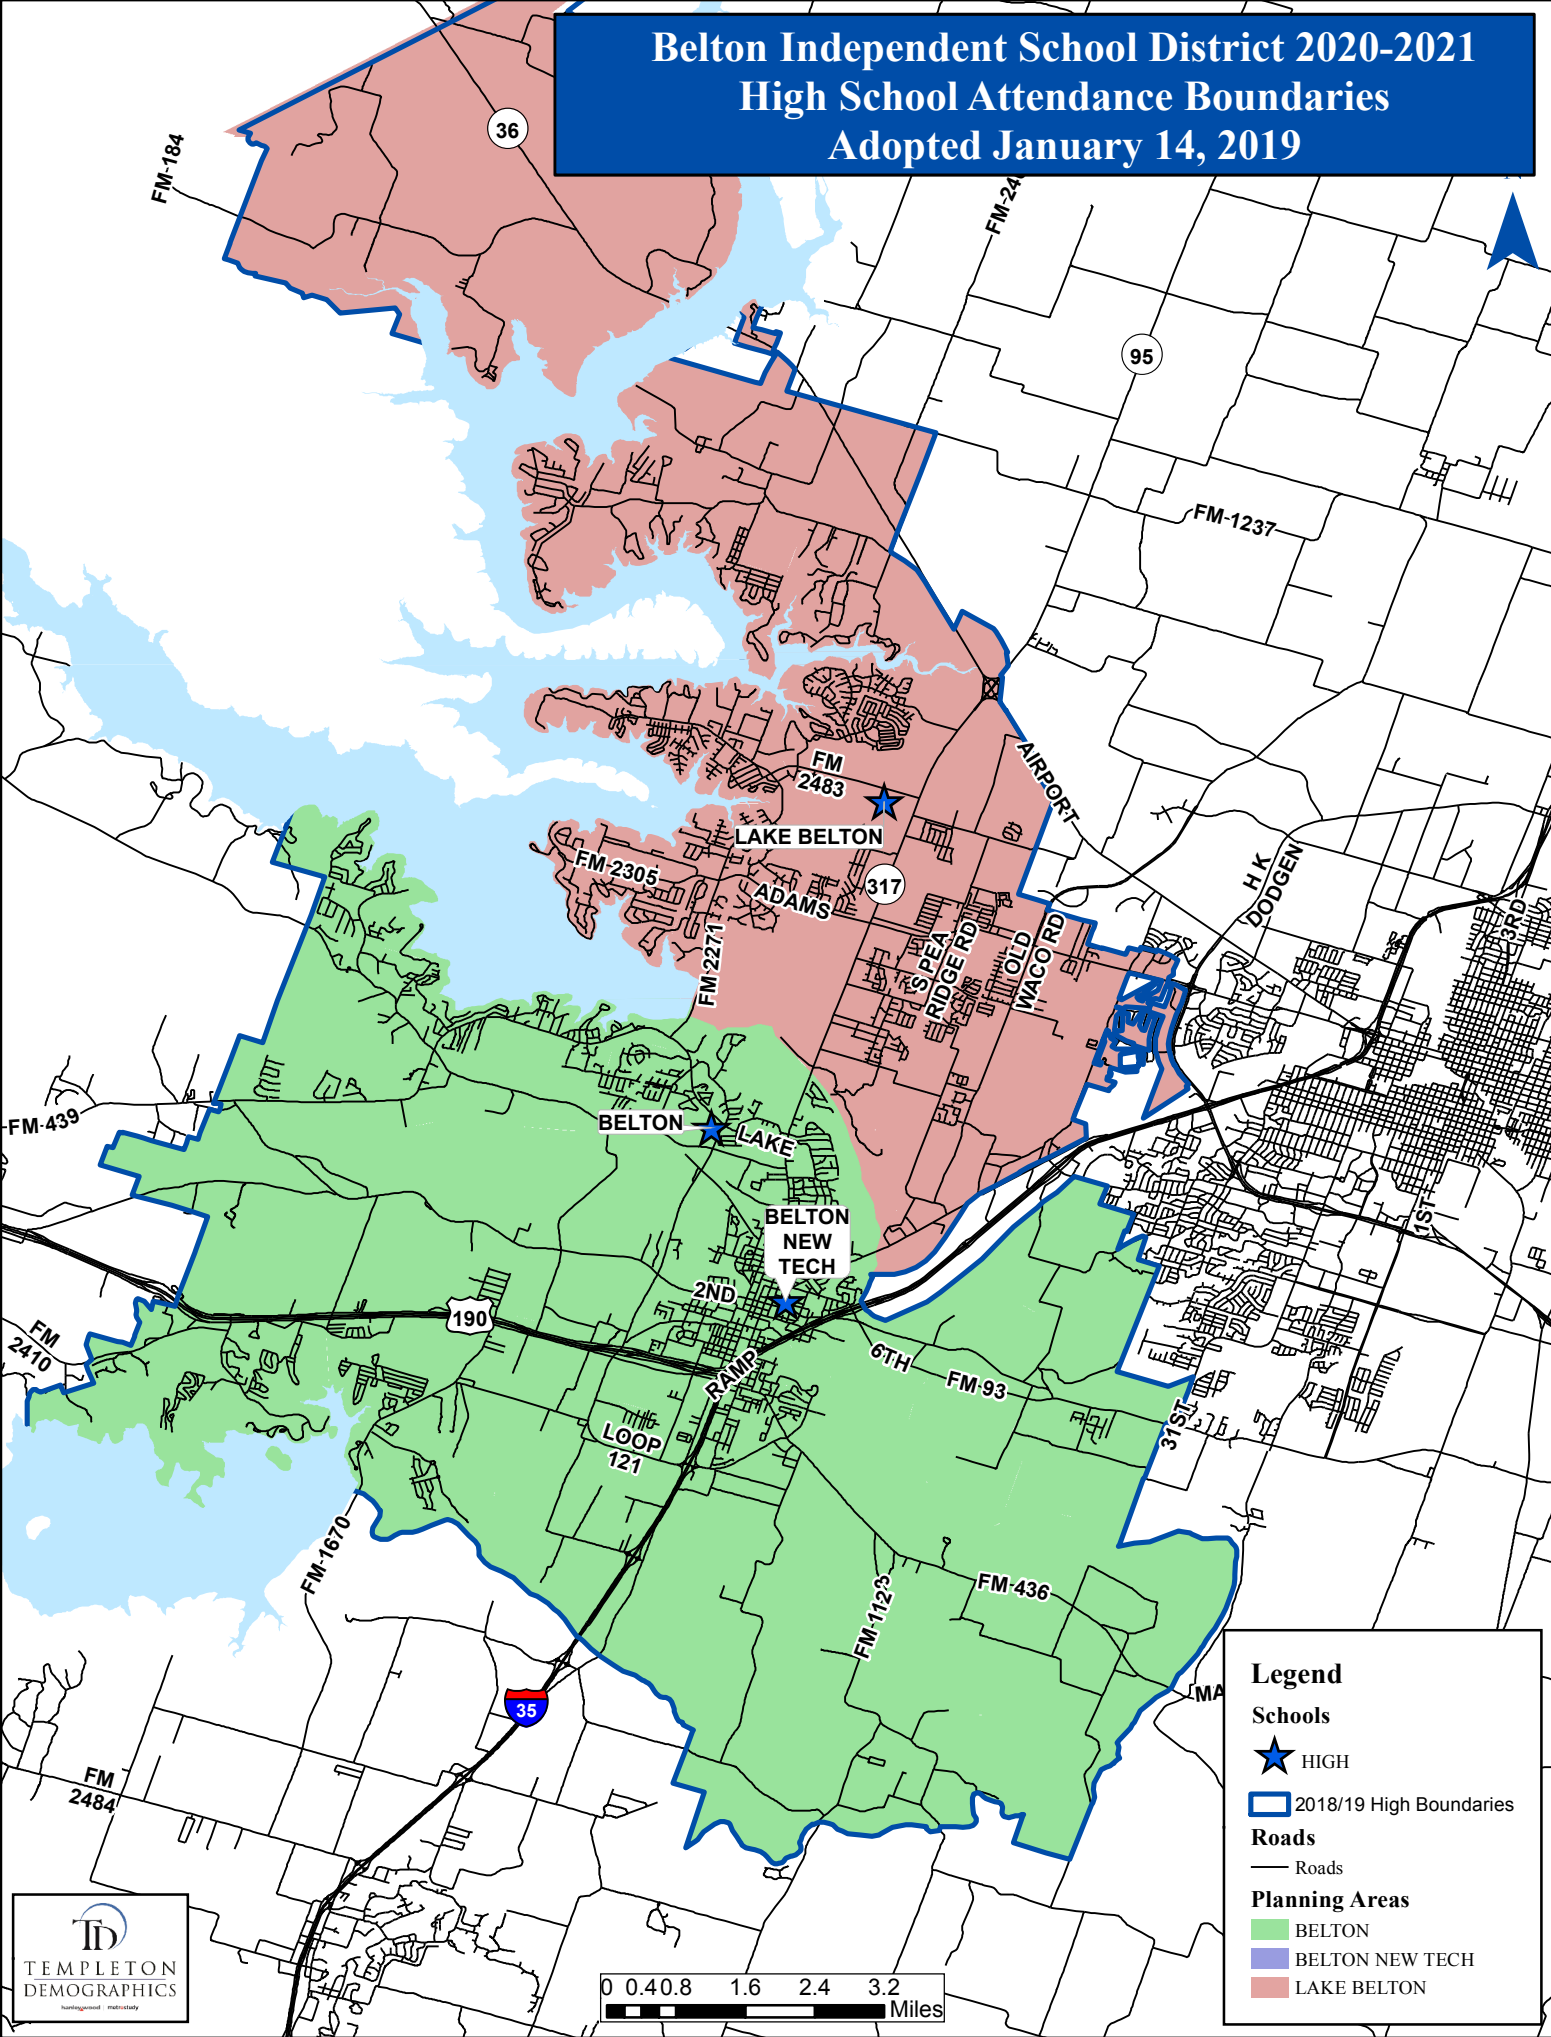 Belton Independent School District 2020-2021
High School Attendance Boundaries
Adopted January 14, 2019
36
FM-184
95
FM-1237
AIRPORT
FM
2483
LAKE BELTON
FM-2305
ADAMS
317
H K
DODGEN
3RD
S PEA
RIDGE RD
OLD
WACO RD
FM-2271
FM-439
BELTON
LAKE
BELTON
NEW
TECH
1ST
2ND
190
FM
2410
RAMP
6TH
FM-93
31ST
LOOP
121
FM-1670
FM-1123
FM-436
35
FM
2484
Legend
Schools
HIGH
2018/19 High Boundaries
Roads
Roads
Planning Areas
BELTON
BELTON NEW TECH
LAKE BELTON
TD
TEMPLETON
DEMOGRAPHICS
hanleywood metrostudy
0 0.4 0.8 1.6 2.4 3.2
Miles